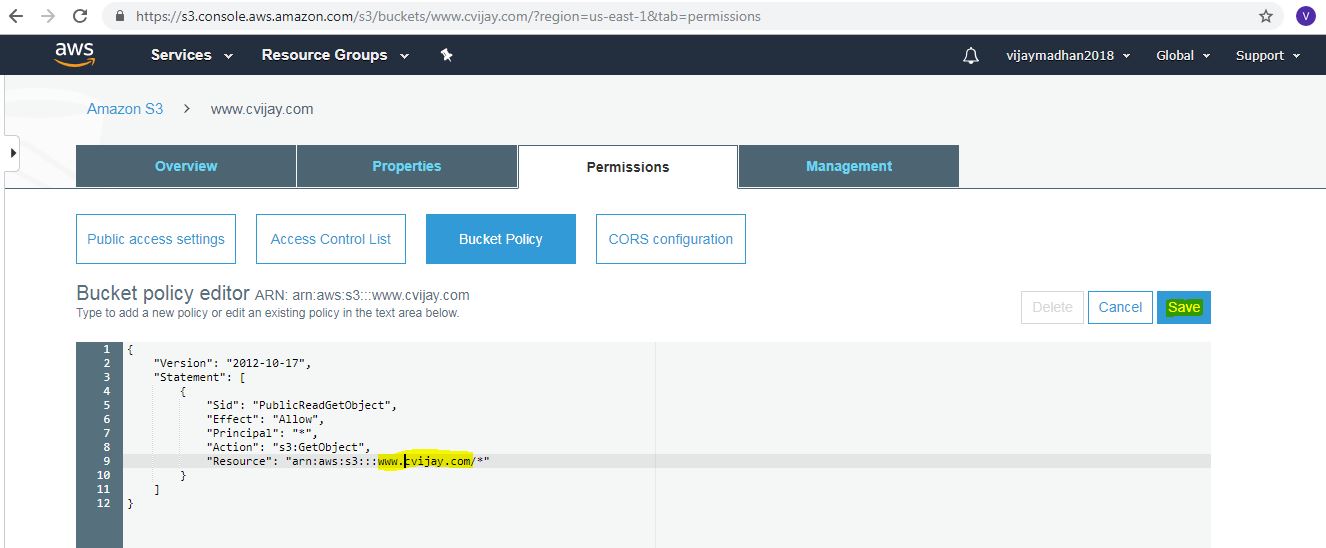 https://s3.console.aws.amazon.com/s3/buckets/www.cvijay.com/?region=us-east-1&tab=permissions V
aws Services Resource Groups vijaymadhan2018 Global Support
Amazon S3 > www.cvijay.com
Overview Properties Permissions Management
Public access settings Access Control List Bucket Policy CORS configuration
Bucket policy editor ARN: arn:aws:s3:::www.cvijay.com
Type to add a new policy or edit an existing policy in the text area below.
Delete Cancel Save
1 {
2     "Version": "2012-10-17",
3     "Statement": [
4         {
5             "Sid": "PublicReadGetObject",
6             "Effect": "Allow",
7             "Principal": "*",
8             "Action": "s3:GetObject",
9             "Resource": "arn:aws:s3:::www.cvijay.com/*"
10         }
11     ]
12 }